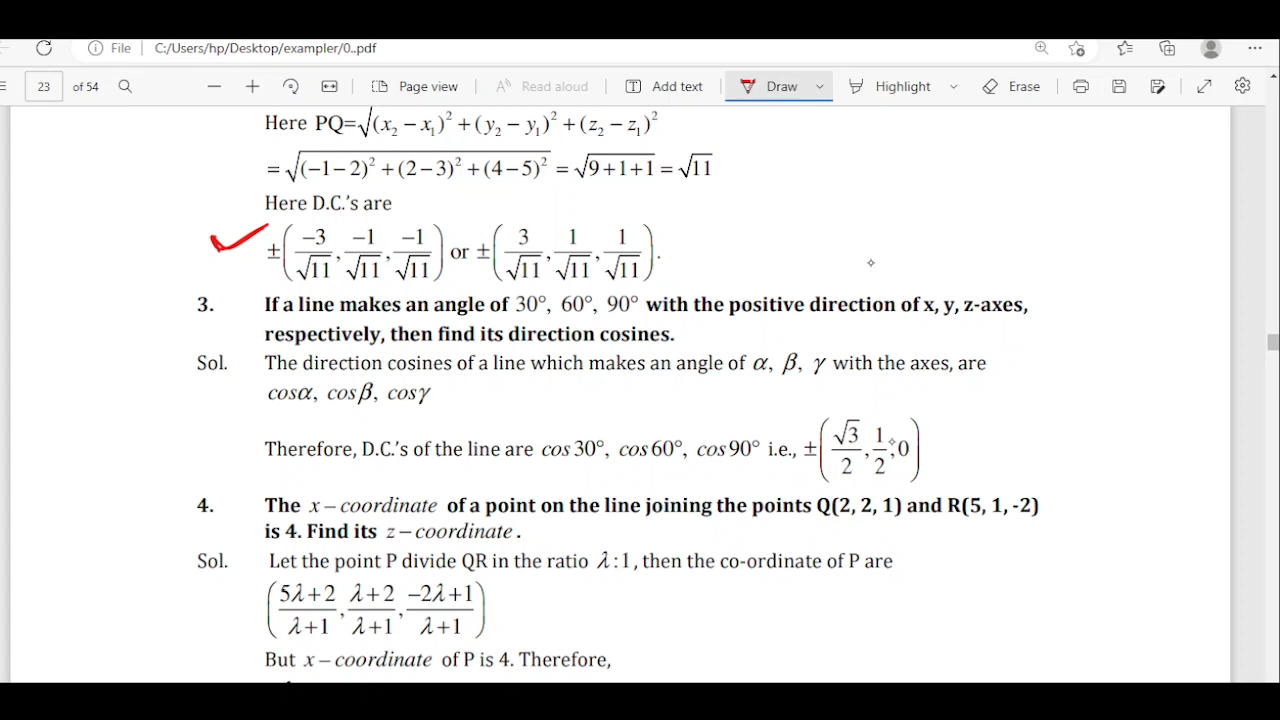 File C:/Users/hp/Desktop/exampler/0..pdf
23 of 54 Page view Read aloud Add text Draw Highlight Erase
Here PQ=√(x₂ − x₁)² + (y₂ − y₁)² + (z₂ − z₁)²
= √(−1−2)² + (2−3)² + (4−5)² = √9+1+1 = √11
Here D.C.'s are
±(−3/√11, −1/√11, −1/√11) or ±(3/√11, 1/√11, 1/√11).
3. If a line makes an angle of 30°, 60°, 90° with the positive direction of x, y, z-axes,
respectively, then find its direction cosines.
Sol. The direction cosines of a line which makes an angle of α, β, γ with the axes, are
cosα, cosβ, cosγ
Therefore, D.C.'s of the line are cos30°, cos60°, cos90° i.e., ±(√3/2, 1/2, 0)
4. The x−coordinate of a point on the line joining the points Q(2, 2, 1) and R(5, 1, -2)
is 4. Find its z−coordinate.
Sol. Let the point P divide QR in the ratio λ:1, then the co-ordinate of P are
(5λ+2/λ+1, λ+2/λ+1, −2λ+1/λ+1)
But x−coordinate of P is 4. Therefore,